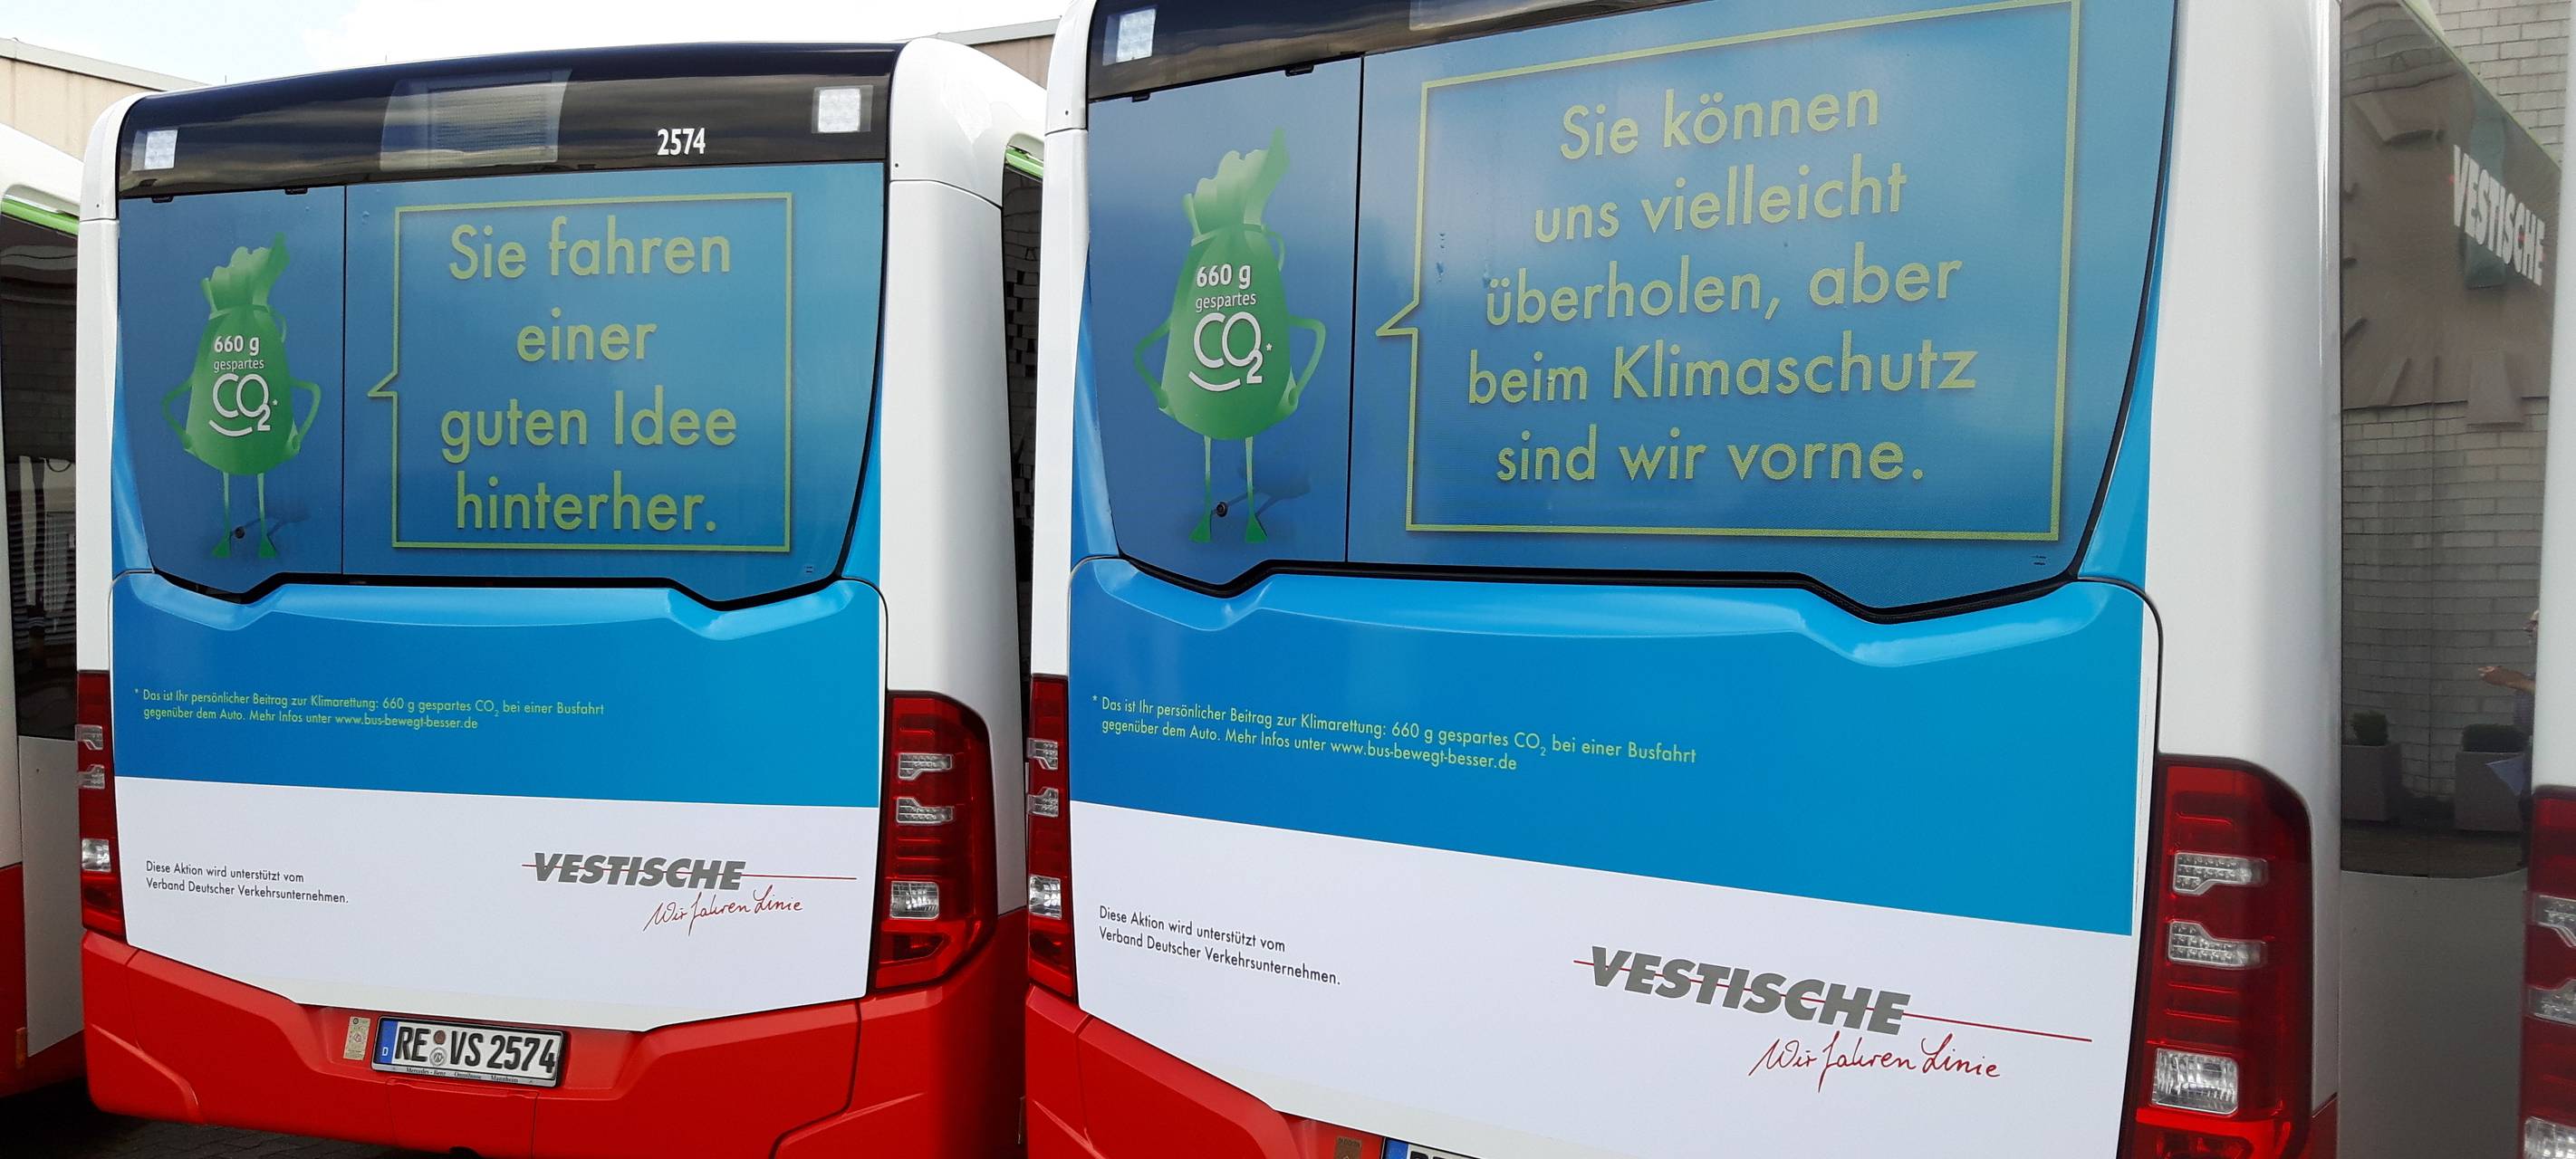 2574
660 g
gespartes
CO₂*
Sie fahren
einer
guten Idee
hinterher.
* Das ist Ihr persönlicher Beitrag zur Klimarettung: 660 g gespartes CO₂ bei einer Busfahrt
gegenüber dem Auto. Mehr Infos unter www.bus-bewegt-besser.de
Diese Aktion wird unterstützt vom
Verband Deutscher Verkehrsunternehmen.
VESTISCHE
Wir fahren Linie
D RE VS 2574
660 g
gespartes
CO₂*
Sie können
uns vielleicht
überholen, aber
beim Klimaschutz
sind wir vorne.
* Das ist Ihr persönlicher Beitrag zur Klimarettung: 660 g gespartes CO₂ bei einer Busfahrt
gegenüber dem Auto. Mehr Infos unter www.bus-bewegt-besser.de
Diese Aktion wird unterstützt vom
Verband Deutscher Verkehrsunternehmen.
VESTISCHE
Wir fahren Linie
VESTISCHE